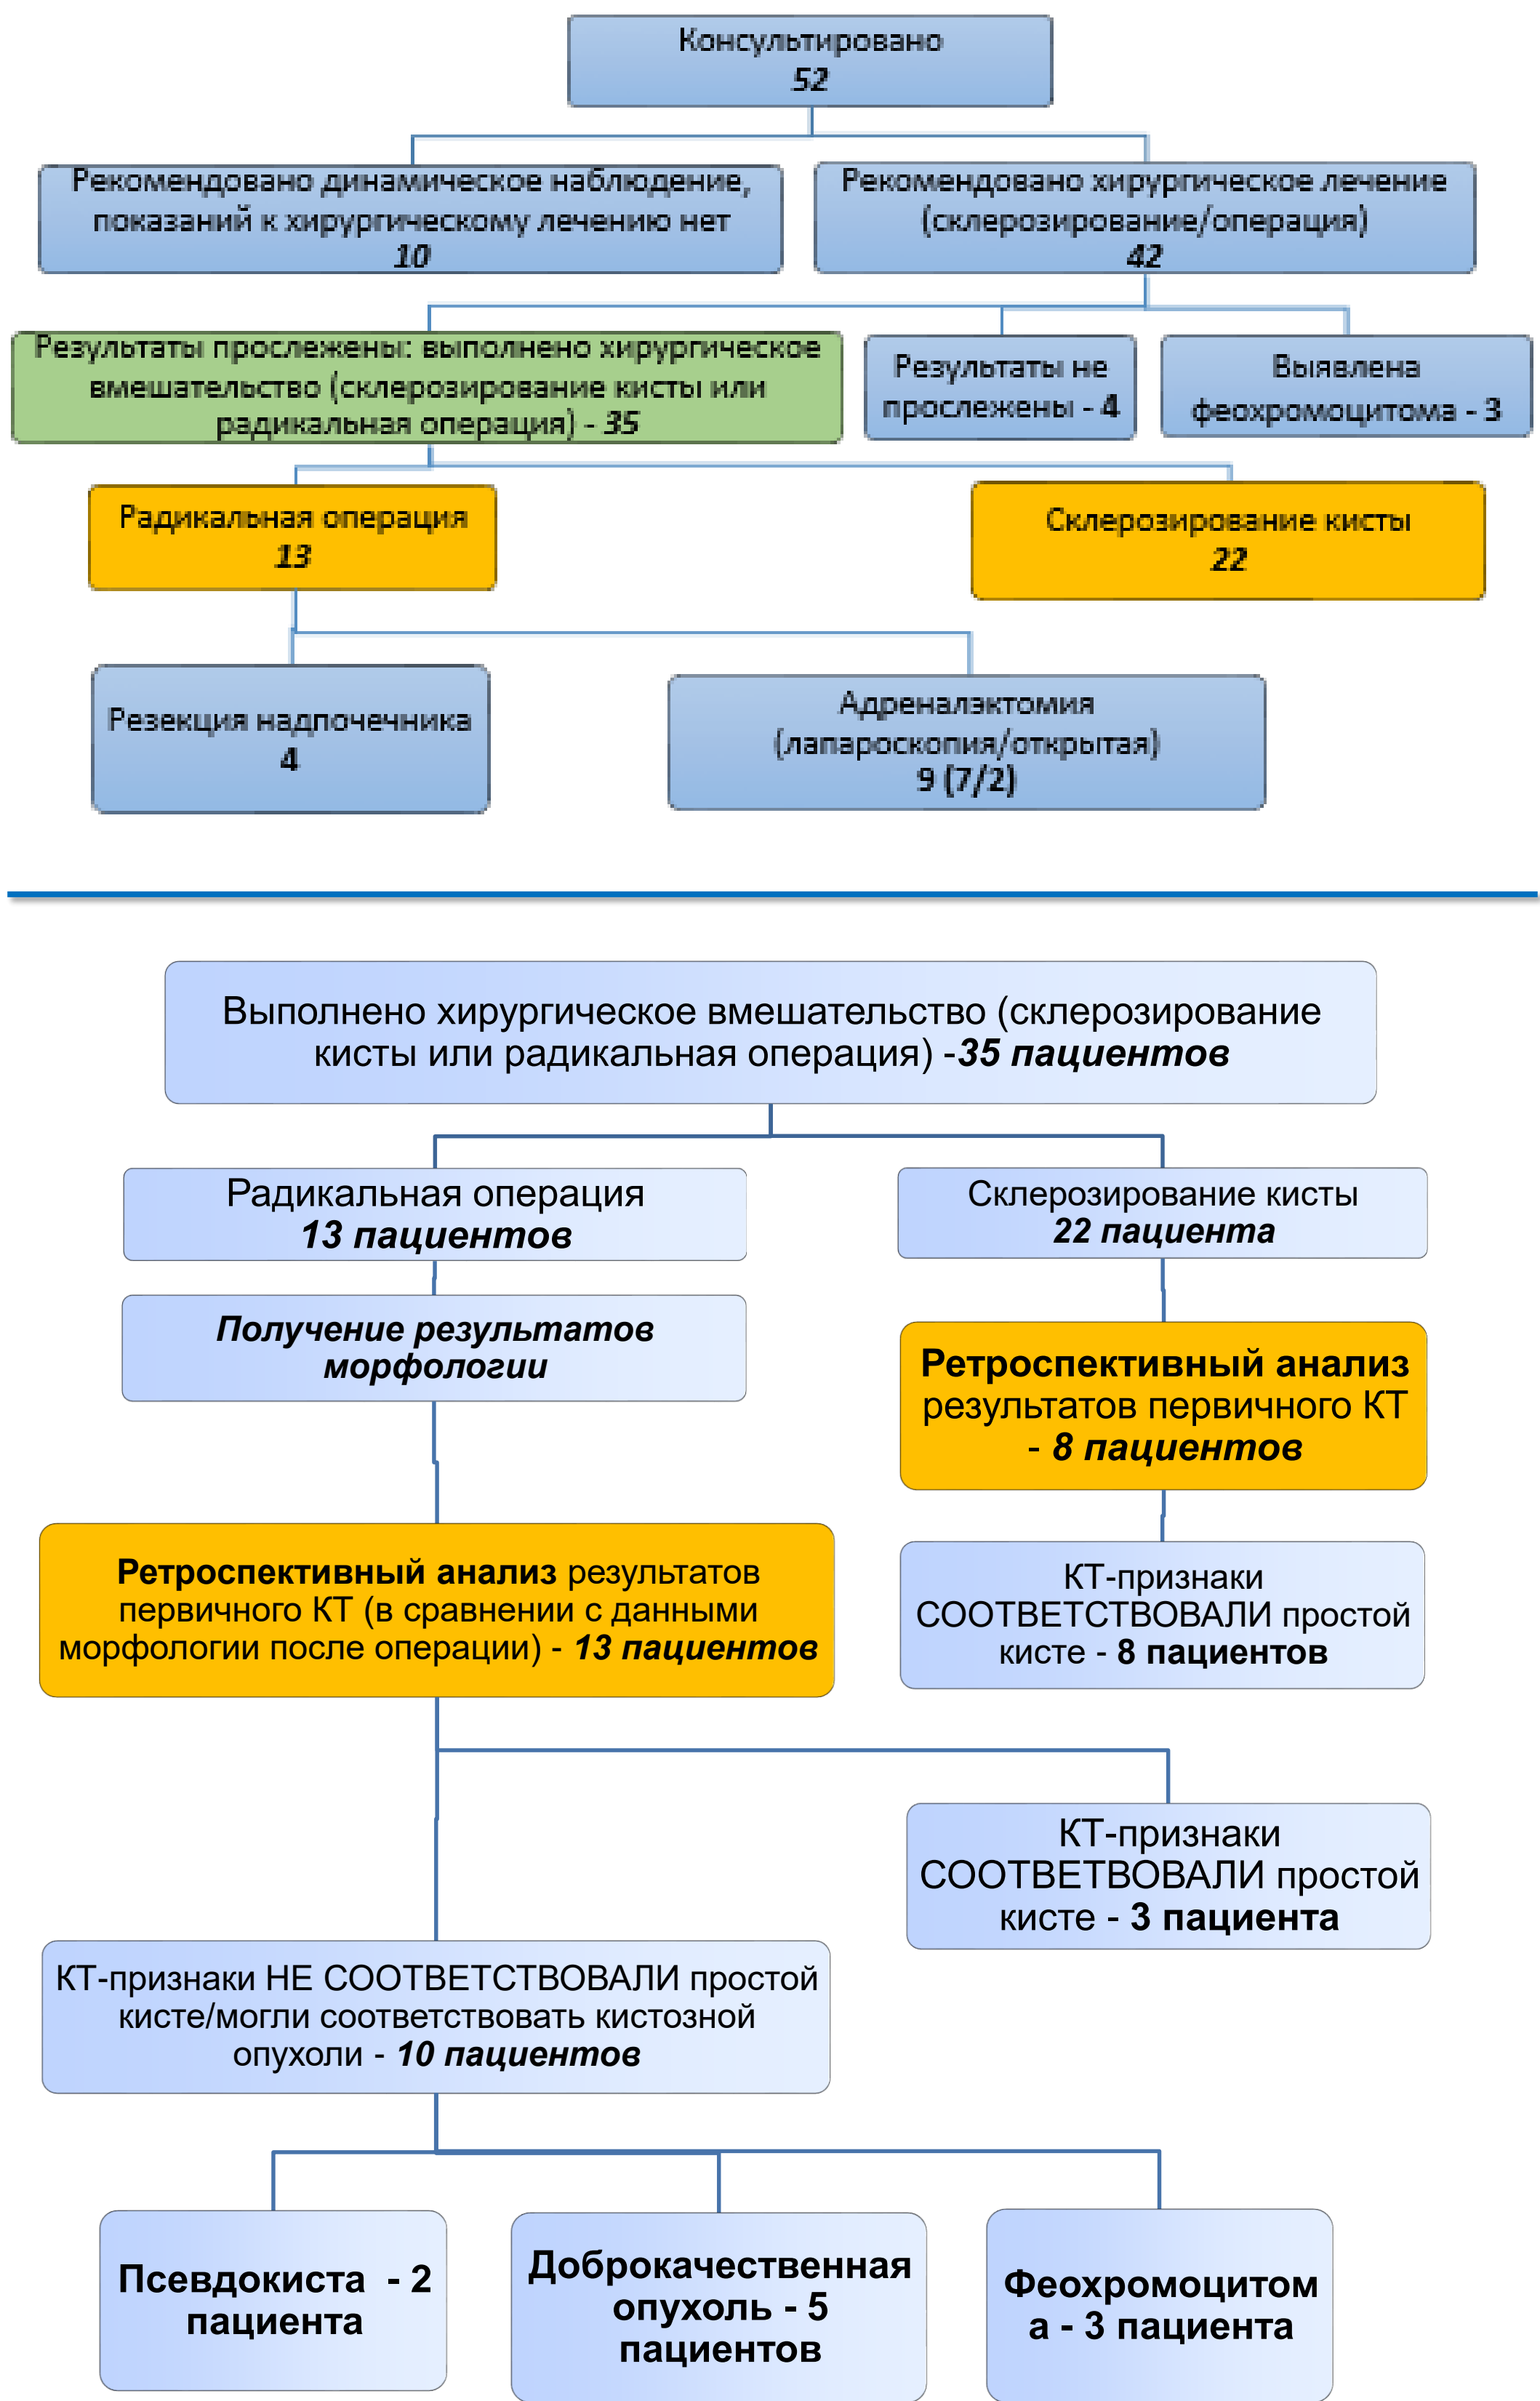 Консультировано
52
Рекомендовано динамическое наблюдение,
показаний к хирургическому лечению нет
10
Рекомендовано хирургическое лечение
(склерозирование/операция)
42
Результаты прослежены: выполнено хирургическое
вмешательство (склерозирование кисты или
радикальная операция) - 35
Результаты не
прослежены - 4
Выявлена
феохромоцитома - 3
Радикальная операция
13
Склерозирование кисты
22
Резекция надпочечника
4
Адреналэктомия
(лапароскопия/открытая)
9 (7/2)
Выполнено хирургическое вмешательство (склерозирование
кисты или радикальная операция) -35 пациентов
Радикальная операция
13 пациентов
Склерозирование кисты
22 пациента
Получение результатов
морфологии
Ретроспективный анализ
результатов первичного КТ
- 8 пациентов
Ретроспективный анализ результатов
первичного КТ (в сравнении с данными
морфологии после операции) - 13 пациентов
КТ-признаки
СООТВЕТСТВОВАЛИ простой
кисте - 8 пациентов
КТ-признаки
СООТВЕТВОВАЛИ простой
кисте - 3 пациента
КТ-признаки НЕ СООТВЕТСТВОВАЛИ простой
кисте/могли соответствовать кистозной
опухоли - 10 пациентов
Псевдокиста - 2
пациента
Доброкачественная
опухоль - 5
пациентов
Феохромоцитом
а - 3 пациента